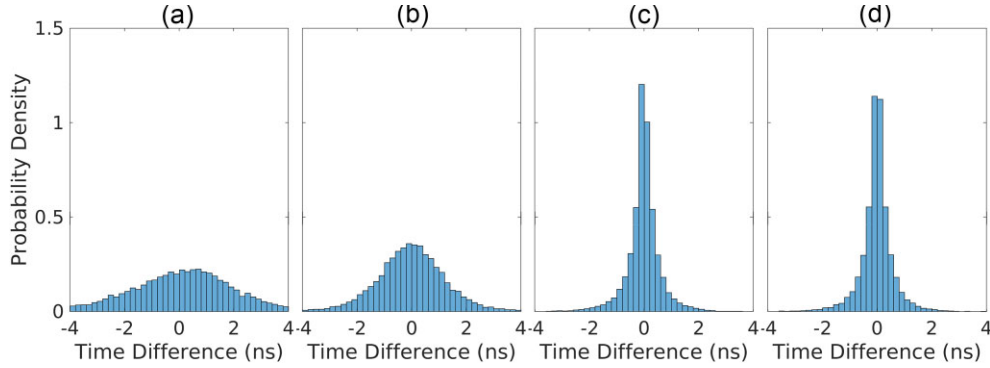 (a) (b) (c) (d)
Probability Density
1.5
1
0.5
0
-4 -2 0 2 4
-4 -2 0 2 4
-4 -2 0 2 4
-4 -2 0 2 4
Time Difference (ns) Time Difference (ns) Time Difference (ns) Time Difference (ns)